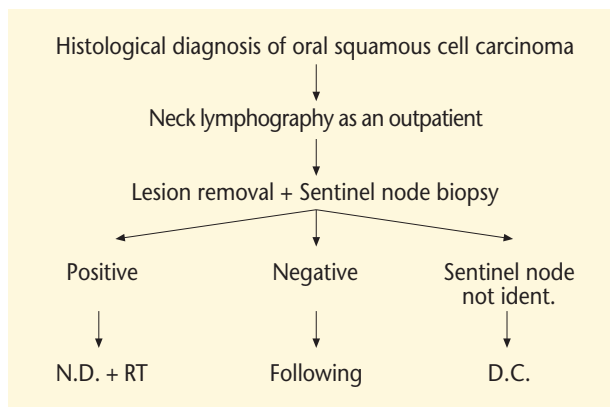 Histological diagnosis of oral squamous cell carcinoma
Neck lymphography as an outpatient
Lesion removal + Sentinel node biopsy
Positive
Negative
Sentinel node
not ident.
N.D. + RT
Following
D.C.